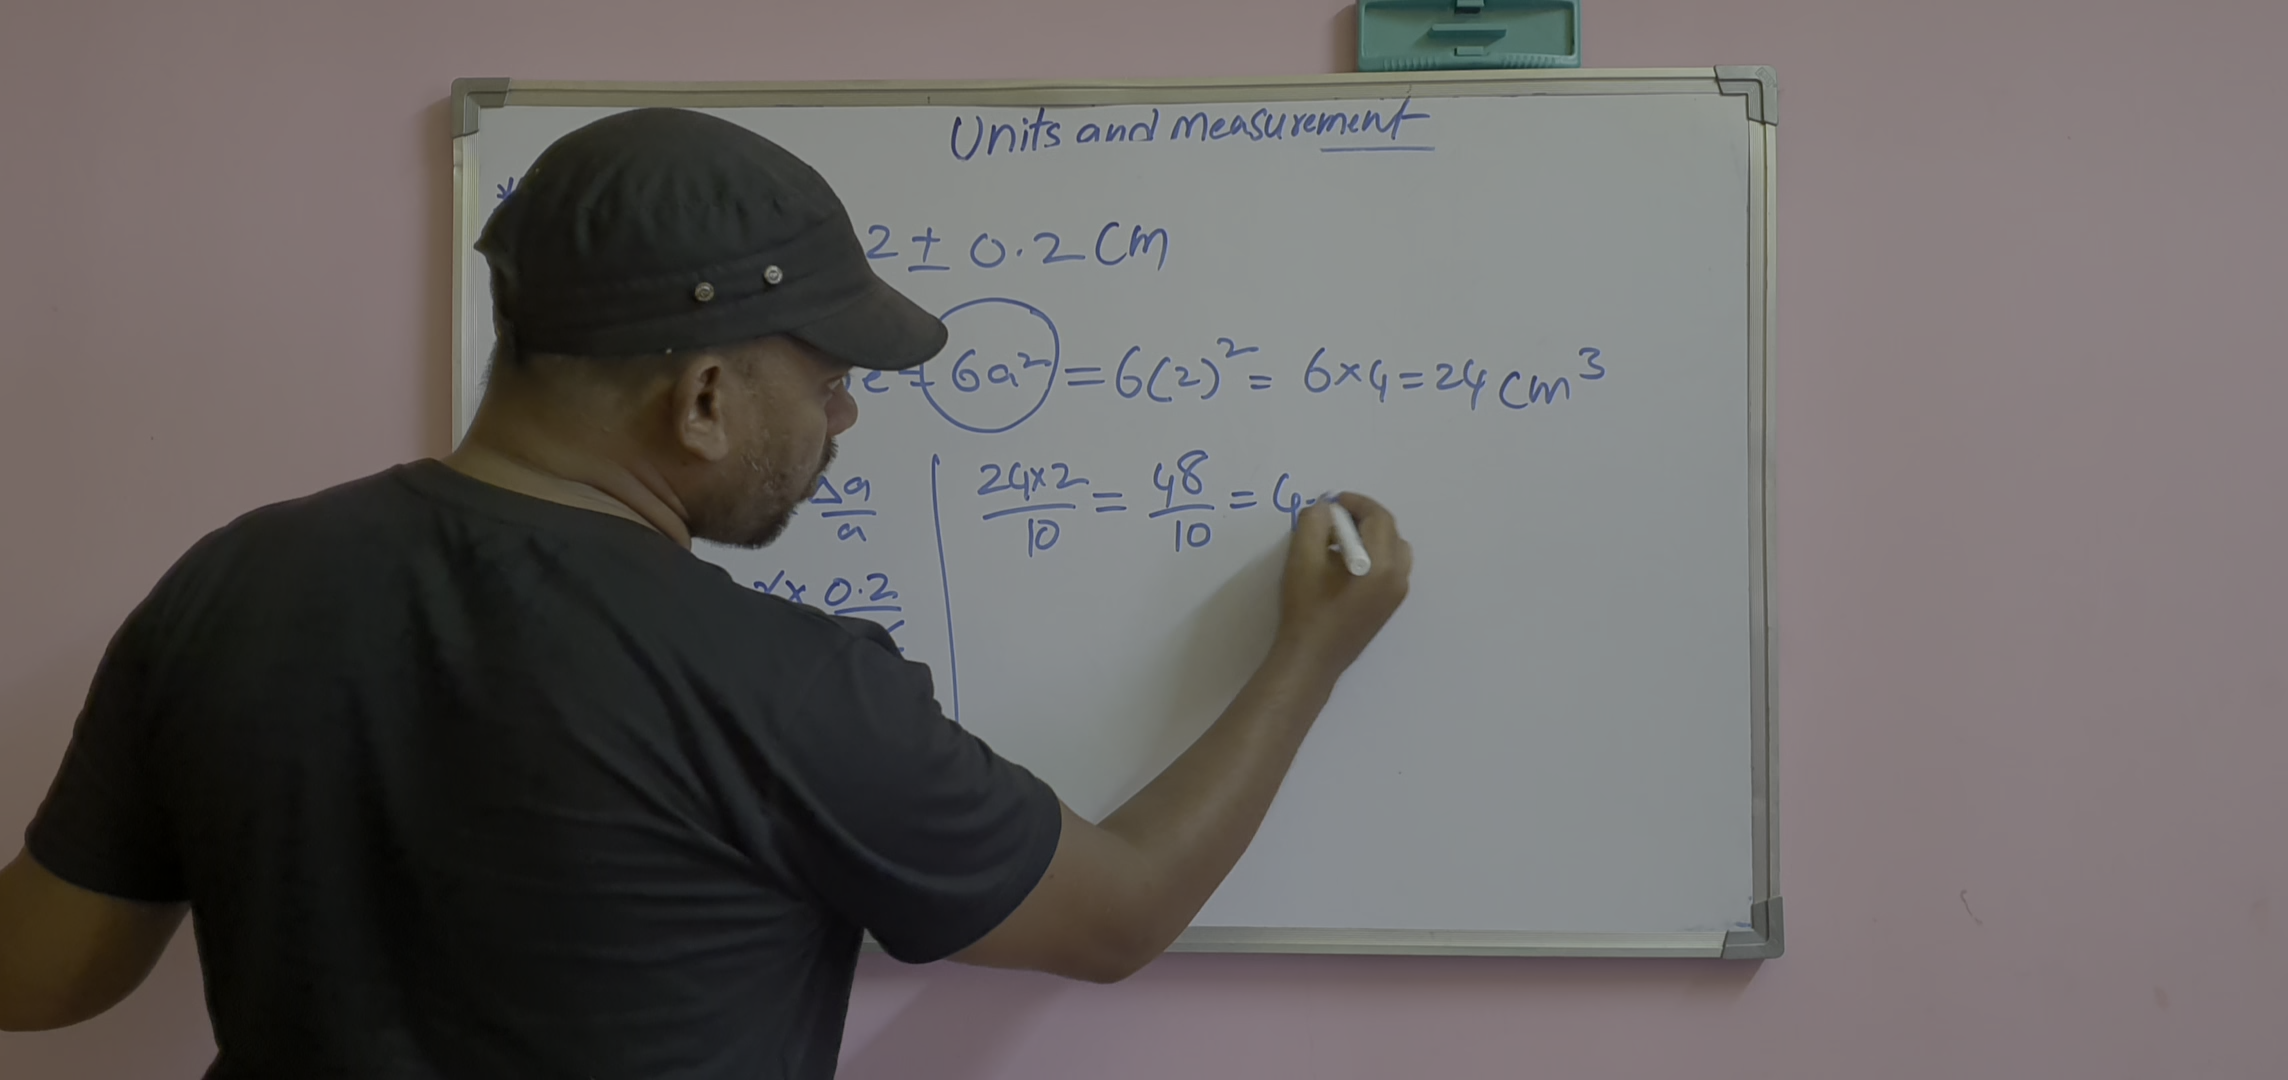 Units and measurement
2 ± 0.2 Cm
e = 6a² = 6(2)² = 6×4 = 24 cm³
Δa/a
24×2/10 = 48/10 = 4.
× 0.2